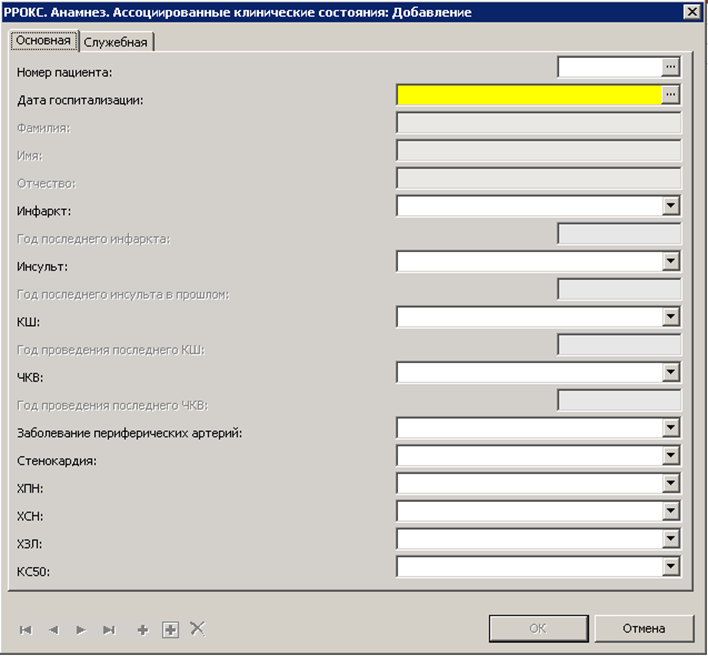 РРОКС. Анамнез. Ассоциированные клинические состояния: Добавление
Основная
Служебная
Номер пациента:
...
Дата госпитализации:
...
Фамилия:
Имя:
Отчество:
Инфаркт:
Год последнего инфаркта:
Инсульт:
Год последнего инсульта в прошлом:
КШ:
Год проведения последнего КШ:
ЧКВ:
Год проведения последнего ЧКВ:
Заболевание периферических артерий:
Стенокардия:
ХПН:
ХСН:
ХЗЛ:
КС50:
OK
Отмена